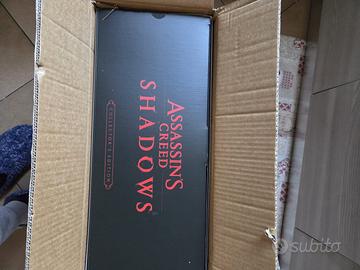 ASSASSIN'S
CREED
SHADOWS
COLLECTOR'S EDITION
subito